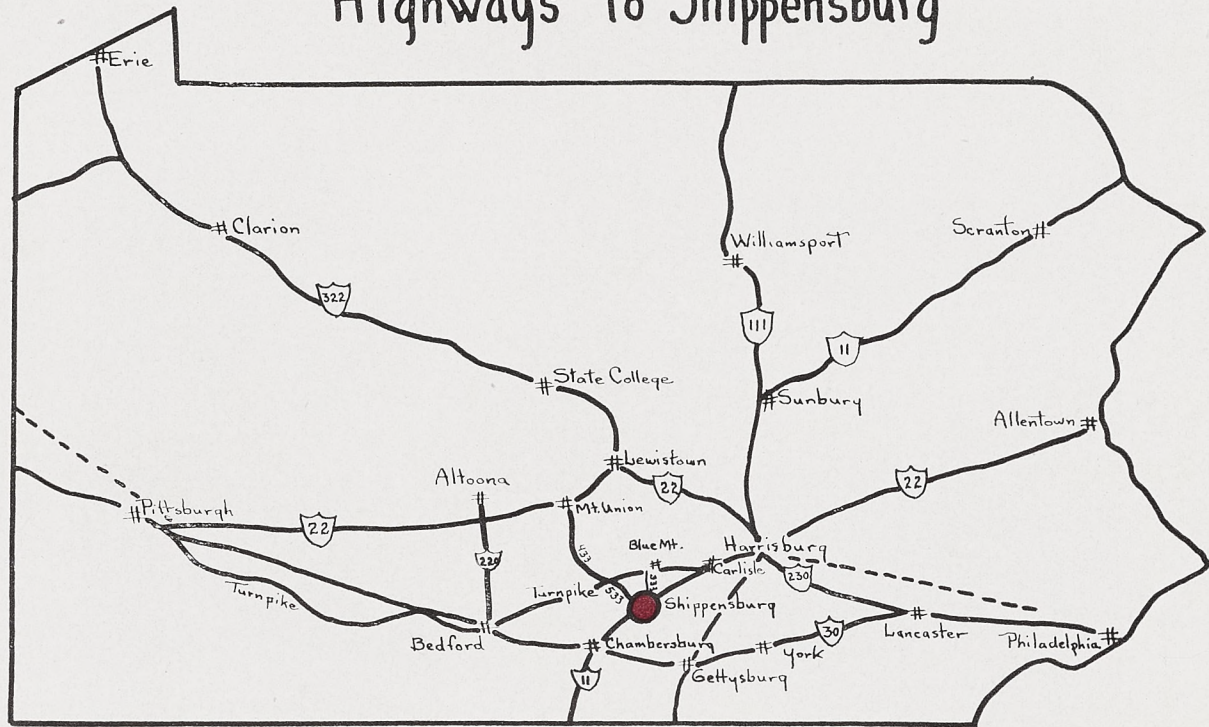 Highways To Shippensburg
Erie
Clarion
322
Williamsport
Scranton
111
11
State College
Sunbury
Allentown
Lewistown
22
22
Altoona
Mt. Union
Pittsburgh
22
433
Blue Mt.
Harrisburg
220
Carlisle
230
Turnpike
Turnpike
533
333
Shippensburg
Lancaster
Philadelphia
Bedford
Chambersburg
30
York
11
Gettysburg